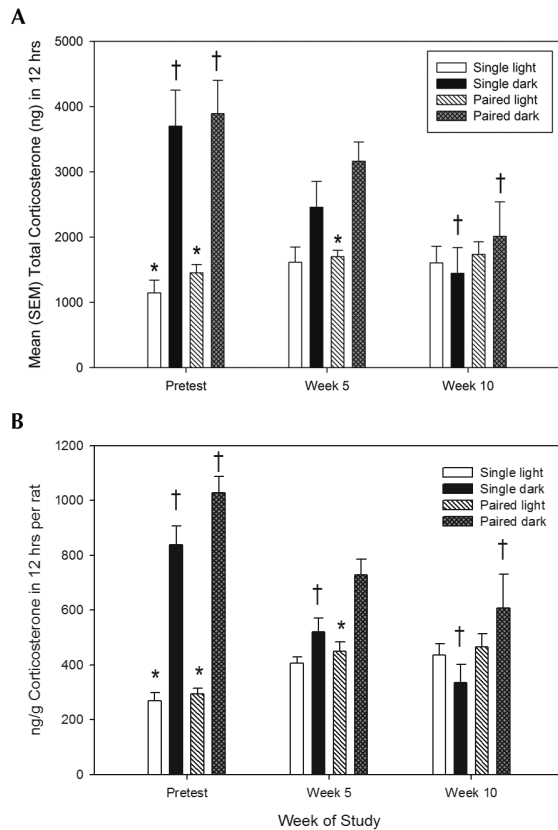 A
Mean (SEM) Total Corticosterone (ng) in 12 hrs
5000
4000
3000
2000
1000
0
† † * * * † †
Single light
Single dark
Paired light
Paired dark
Pretest Week 5 Week 10
B
ng/g Corticosterone in 12 hrs per rat
1200
1000
800
600
400
200
0
† † * * † * † †
Single light
Single dark
Paired light
Paired dark
Pretest Week 5 Week 10
Week of Study